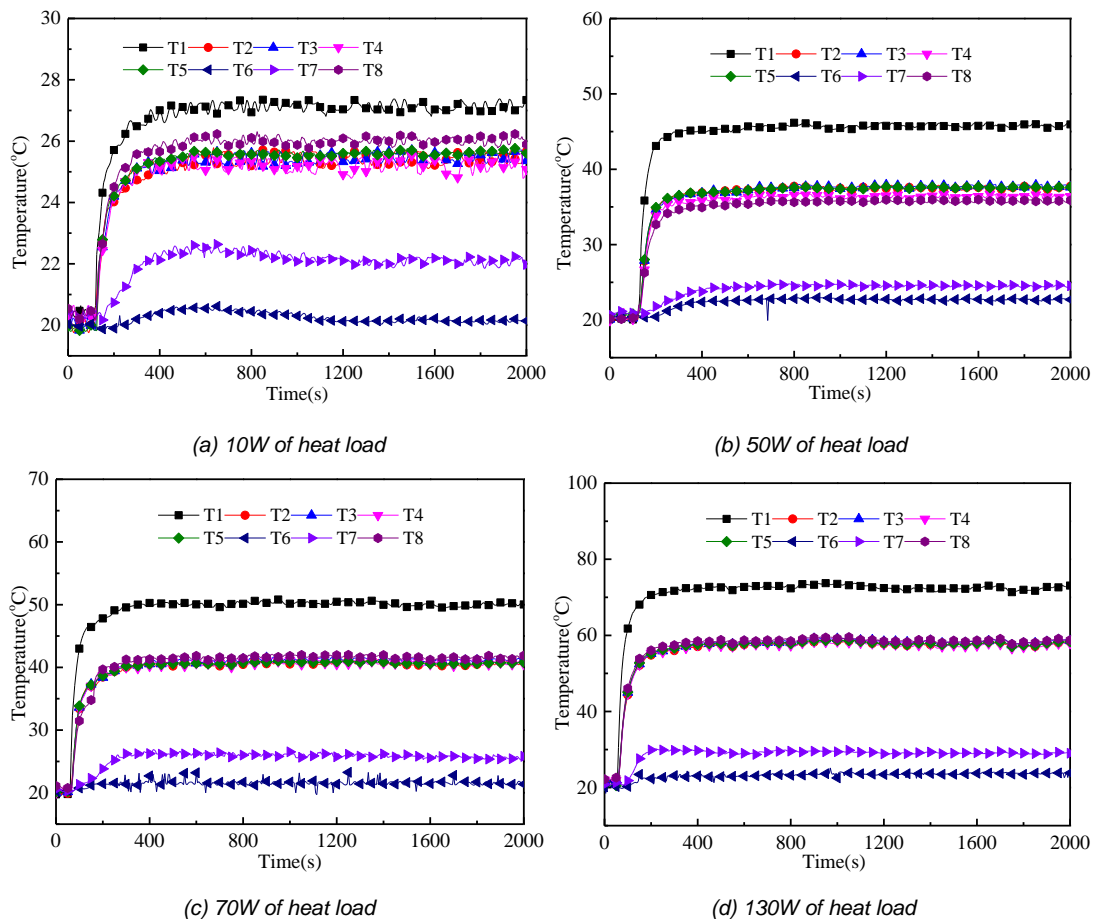 30
28
26
24
22
20
Temperature(°C)
T1 T2 T3 T4
T5 T6 T7 T8
0 400 800 1200 1600 2000
Time(s)
(a) 10W of heat load
60
50
40
30
20
Temperature(°C)
T1 T2 T3 T4
T5 T6 T7 T8
0 400 800 1200 1600 2000
Time(s)
(b) 50W of heat load
70
60
50
40
30
20
Temperature(°C)
T1 T2 T3 T4
T5 T6 T7 T8
0 400 800 1200 1600 2000
Time(s)
(c) 70W of heat load
100
80
60
40
20
Temperature(°C)
T1 T2 T3 T4
T5 T6 T7 T8
0 400 800 1200 1600 2000
Time(s)
(d) 130W of heat load